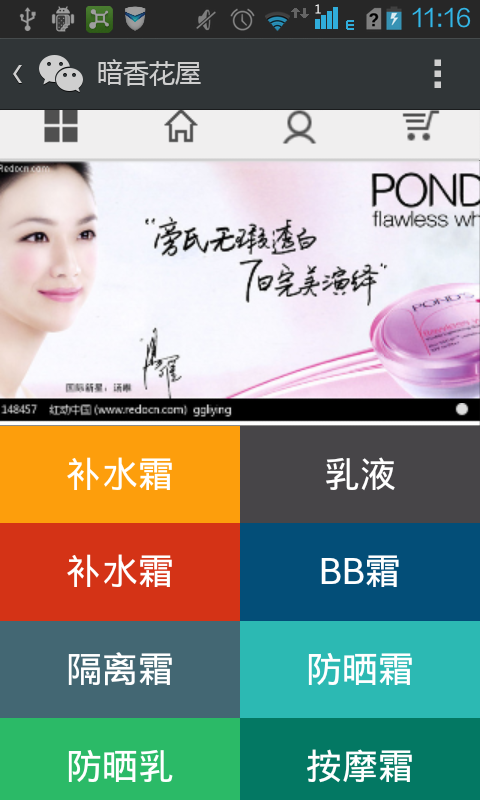 1
E
11:16
暗香花屋
Redocn.com
POND
flawless wh
“旁氏无瑕透白
7日完美演绎”
POND'S
国际新星，汤唯
148457 红动中国 (www.redocn.com) ggliying
补水霜
乳液
补水霜
BB霜
隔离霜
防晒霜
防晒乳
按摩霜